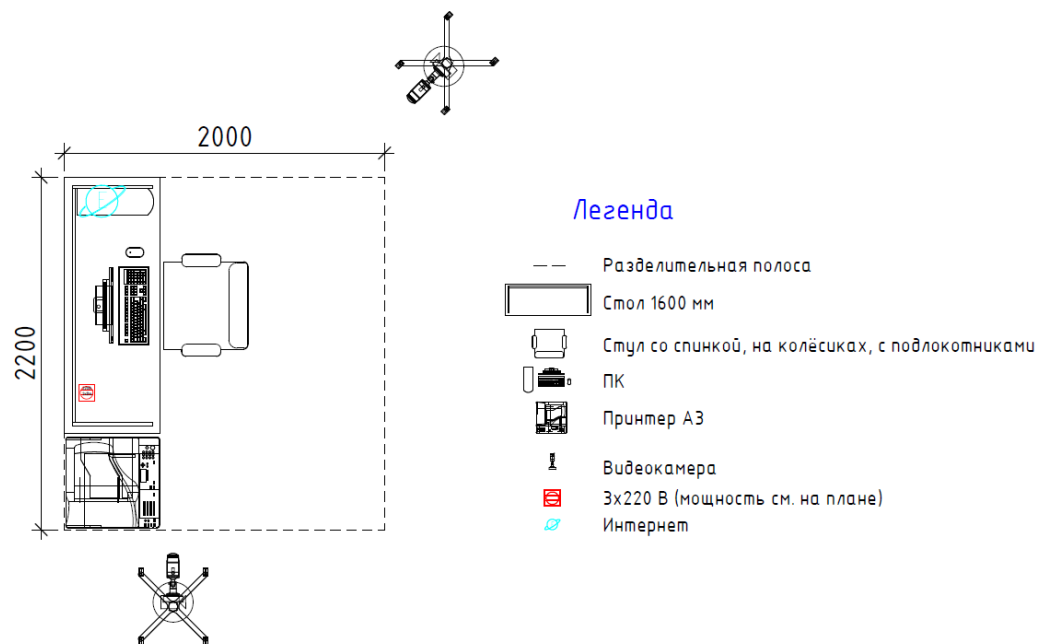 2000
2200
Легенда
Разделительная полоса
Стол 1600 мм
Стул со спинкой, на колёсиках, с подлокотниками
ПК
Принтер А3
Видеокамера
3х220 В (мощность см. на плане)
Интернет